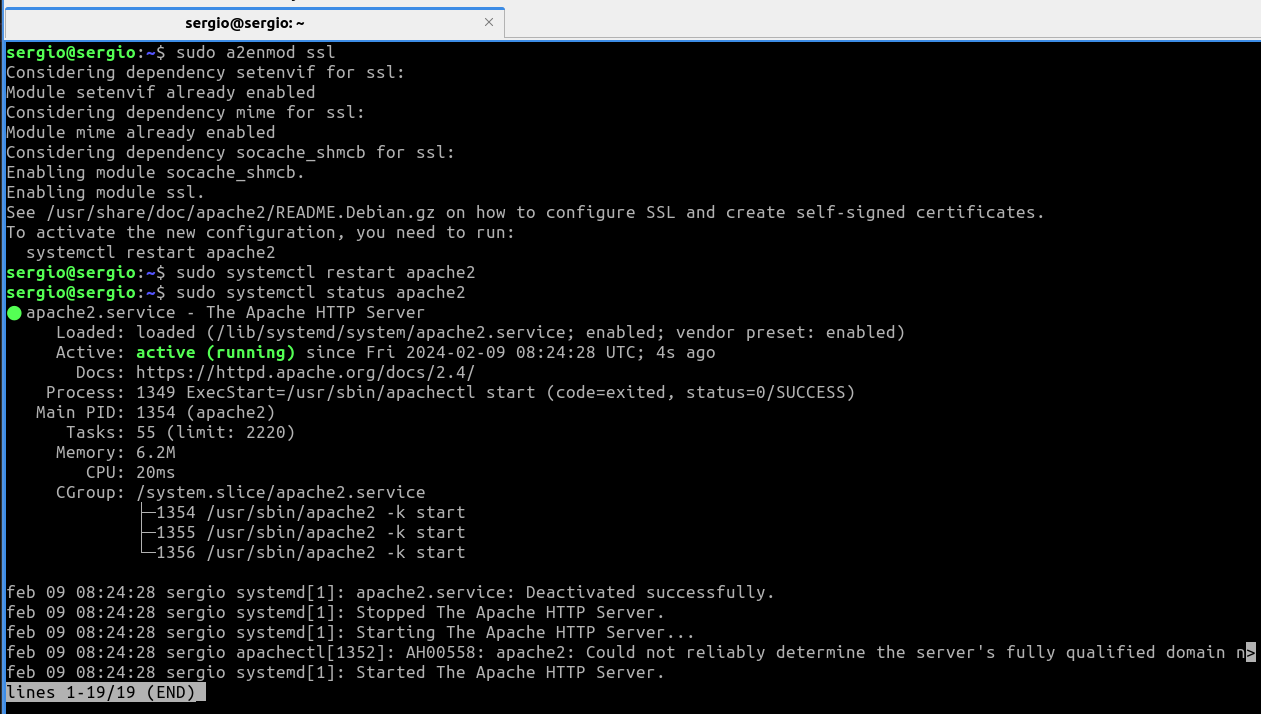 sergio@sergio: ~ ×
sergio@sergio:~$ sudo a2enmod ssl
Considering dependency setenvif for ssl:
Module setenvif already enabled
Considering dependency mime for ssl:
Module mime already enabled
Considering dependency socache_shmcb for ssl:
Enabling module socache_shmcb.
Enabling module ssl.
See /usr/share/doc/apache2/README.Debian.gz on how to configure SSL and create self-signed certificates.
To activate the new configuration, you need to run:
  systemctl restart apache2
sergio@sergio:~$ sudo systemctl restart apache2
sergio@sergio:~$ sudo systemctl status apache2
● apache2.service - The Apache HTTP Server
     Loaded: loaded (/lib/systemd/system/apache2.service; enabled; vendor preset: enabled)
     Active: active (running) since Fri 2024-02-09 08:24:28 UTC; 4s ago
       Docs: https://httpd.apache.org/docs/2.4/
    Process: 1349 ExecStart=/usr/sbin/apachectl start (code=exited, status=0/SUCCESS)
   Main PID: 1354 (apache2)
      Tasks: 55 (limit: 2220)
     Memory: 6.2M
        CPU: 20ms
     CGroup: /system.slice/apache2.service
             ├─1354 /usr/sbin/apache2 -k start
             ├─1355 /usr/sbin/apache2 -k start
             └─1356 /usr/sbin/apache2 -k start
feb 09 08:24:28 sergio systemd[1]: apache2.service: Deactivated successfully.
feb 09 08:24:28 sergio systemd[1]: Stopped The Apache HTTP Server.
feb 09 08:24:28 sergio systemd[1]: Starting The Apache HTTP Server...
feb 09 08:24:28 sergio apachectl[1352]: AH00558: apache2: Could not reliably determine the server's fully qualified domain n>
feb 09 08:24:28 sergio systemd[1]: Started The Apache HTTP Server.
lines 1-19/19 (END)